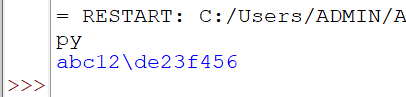 = RESTART: C:/Users/ADMIN/A
py
abc12\de23f456
>>>